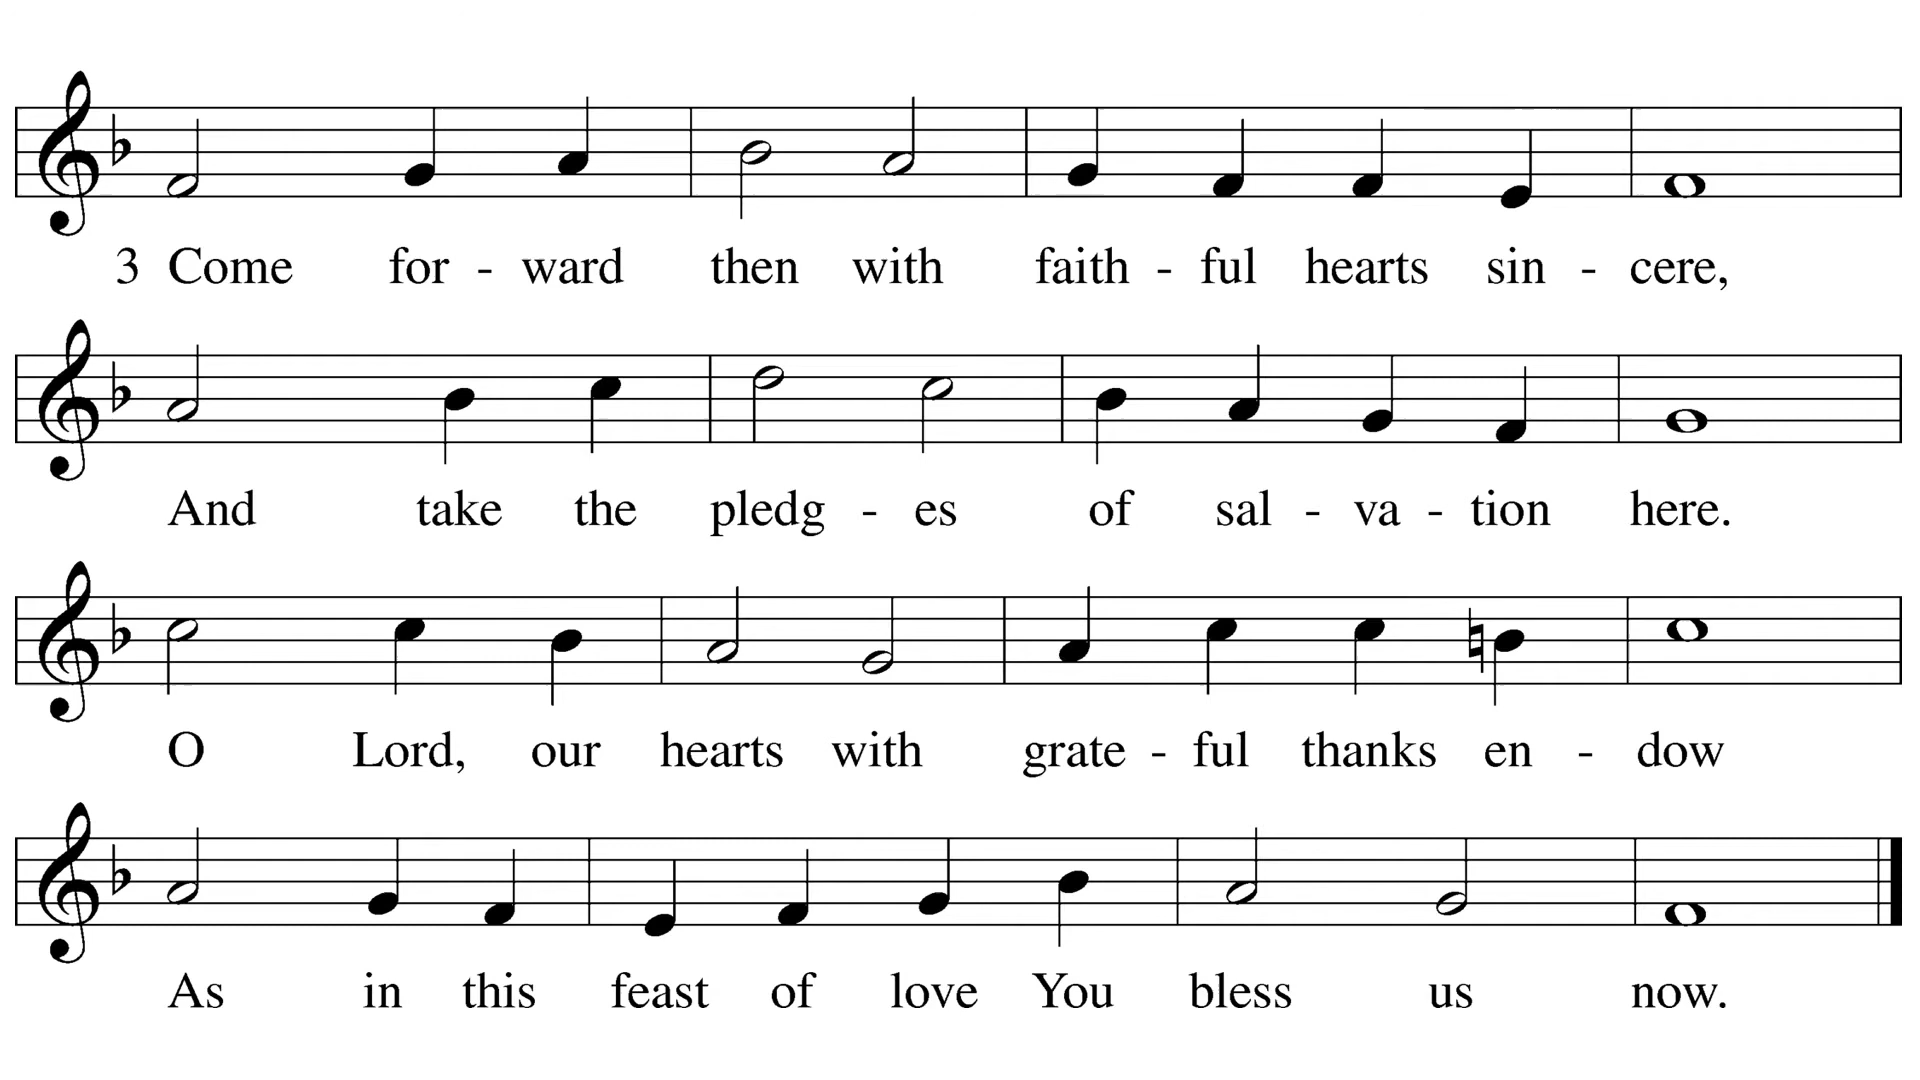 3 Come for - ward then with faith - ful hearts sin - cere,
And take the pledg - es of sal - va - tion here.
O Lord, our hearts with grate - ful thanks en - dow
As in this feast of love You bless us now.